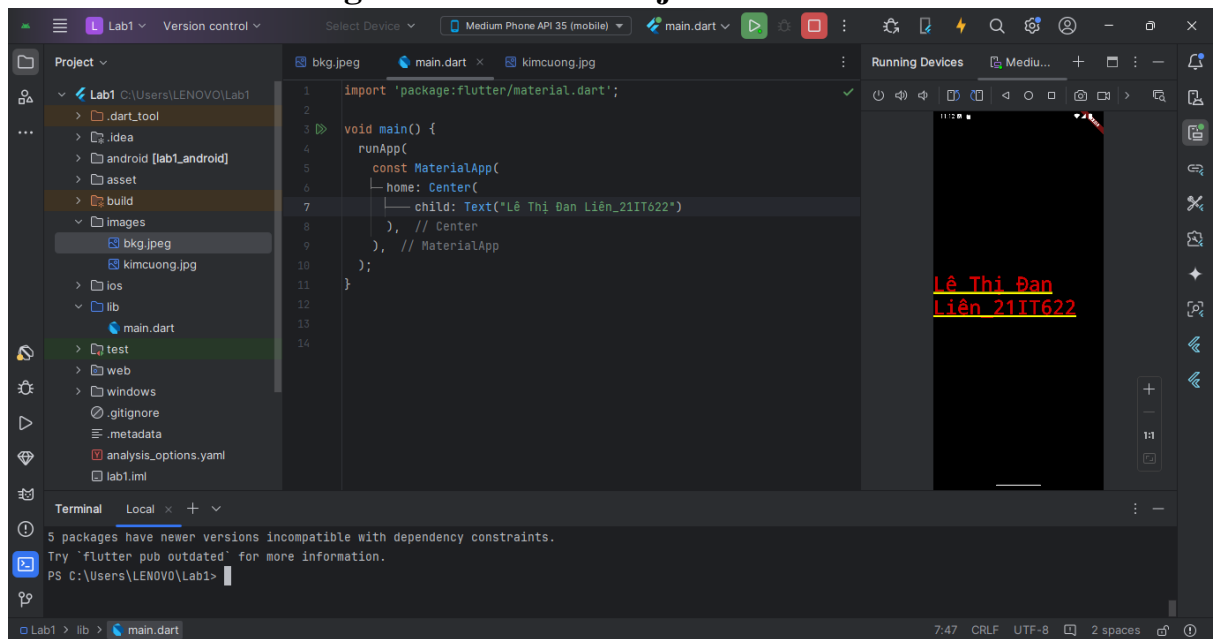 L Lab1 Version control Select Device Medium Phone API 35 (mobile) main.dart
Project
bkg.jpeg main.dart kimcuong.jpg
Running Devices Mediu...
Lab1 C:\Users\LENOVO\Lab1
.dart_tool
.idea
android [lab1_android]
asset
build
images
bkg.jpeg
kimcuong.jpg
ios
lib
main.dart
test
web
windows
.gitignore
.metadata
analysis_options.yaml
lab1.iml
1 import 'package:flutter/material.dart';
2
3 void main() {
4 runApp(
5 const MaterialApp(
6 home: Center(
7 child: Text("Lê Thị Đan Liên_21IT622")
8 ), // Center
9 ), // MaterialApp
10 );
11 }
12
13
14
Lê Thị Đan
Liên_21IT622
1:1
Terminal Local
5 packages have newer versions incompatible with dependency constraints.
Try `flutter pub outdated` for more information.
PS C:\Users\LENOVO\Lab1>
Lab1 > lib > main.dart 7:47 CRLF UTF-8 2 spaces